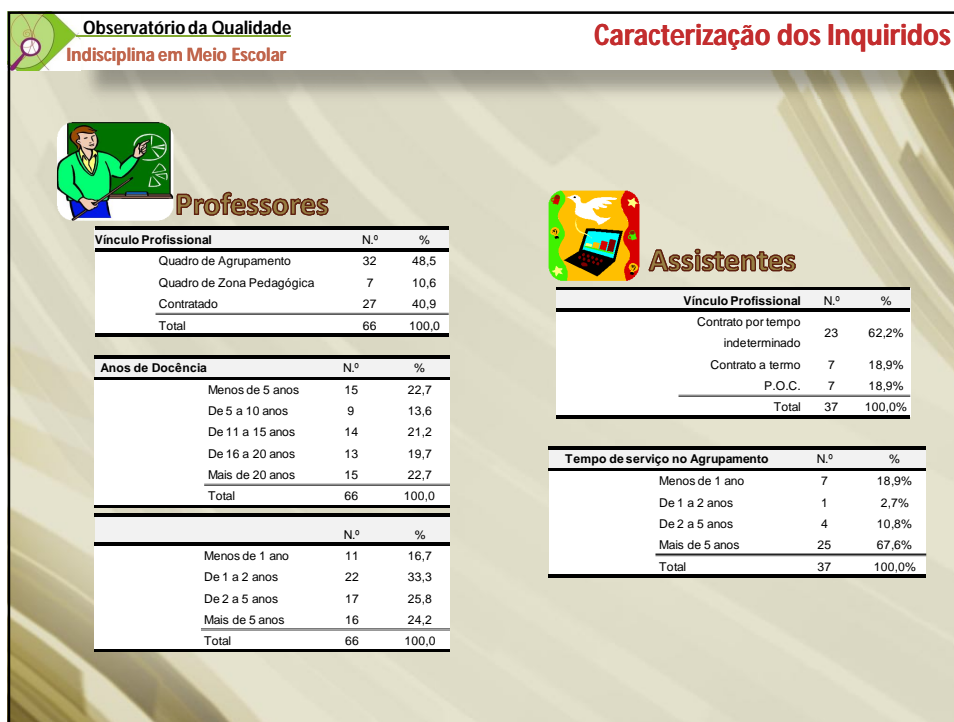 Observatório da Qualidade
Indisciplina em Meio Escolar
Caracterização dos Inquiridos
Professores
Vínculo Profissional N.º %
Quadro de Agrupamento 32 48,5
Quadro de Zona Pedagógica 7 10,6
Contratado 27 40,9
Total 66 100,0
Anos de Docência N.º %
Menos de 5 anos 15 22,7
De 5 a 10 anos 9 13,6
De 11 a 15 anos 14 21,2
De 16 a 20 anos 13 19,7
Mais de 20 anos 15 22,7
Total 66 100,0
N.º %
Menos de 1 ano 11 16,7
De 1 a 2 anos 22 33,3
De 2 a 5 anos 17 25,8
Mais de 5 anos 16 24,2
Total 66 100,0
Assistentes
Vínculo Profissional N.º %
Contrato por tempo
indeterminado 23 62,2%
Contrato a termo 7 18,9%
P.O.C. 7 18,9%
Total 37 100,0%
Tempo de serviço no Agrupamento N.º %
Menos de 1 ano 7 18,9%
De 1 a 2 anos 1 2,7%
De 2 a 5 anos 4 10,8%
Mais de 5 anos 25 67,6%
Total 37 100,0%